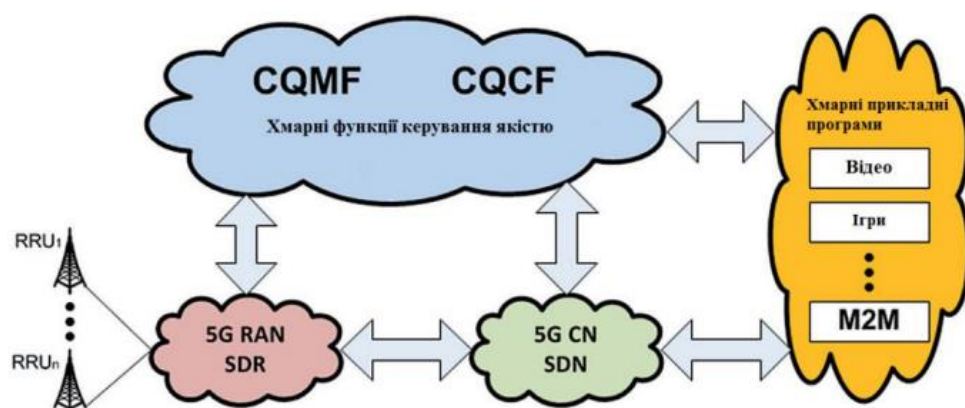 CQMF CQCF
Хмарні функції керування якістю
Хмарні прикладні
програми
Відео
Ігри
M2M
RRU1
RRUn
5G RAN
SDR
5G CN
SDN